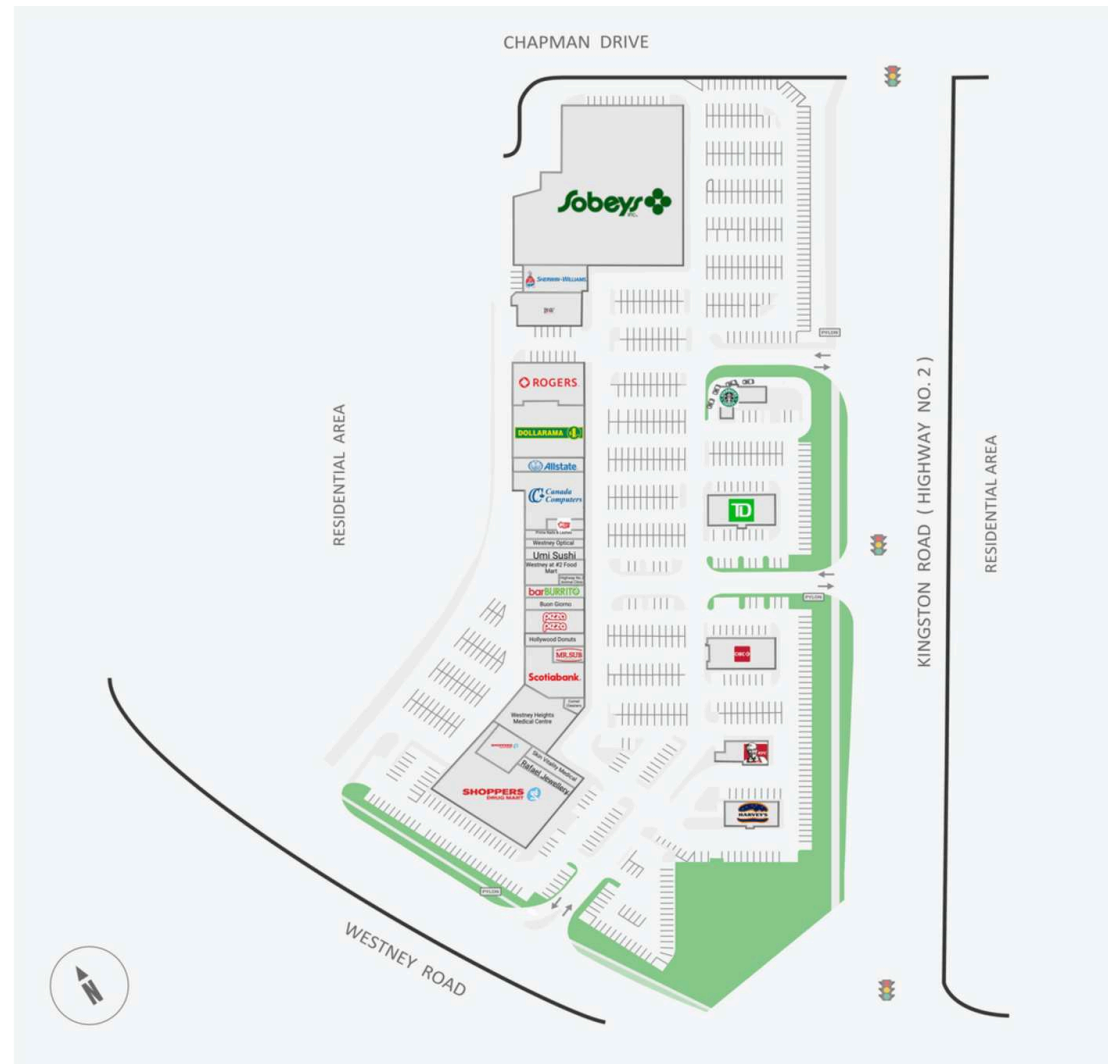 CHAPMAN DRIVE
Sobeys
INC.
SHERWIN-WILLIAMS
PYLON
ROGERS
DOLLARAMA
Allstate
Canada
Computers
TD
Westney Optical
Umi Sushi
Westney at #2 Food
Mart
barBURRITO
Buon Giorno
pizza
pizza
Hollywood Donuts
MR.SUB
Scotiabank
PYLON
CIBC
Westney Heights
Medical Centre
KFC
Skin Vitality Medical
Rafael Jewellery
SHOPPERS
DRUG MART
HARVEY'S
PYLON
RESIDENTIAL AREA
KINGSTON ROAD ( HIGHWAY NO. 2 )
RESIDENTIAL AREA
WESTNEY ROAD
N